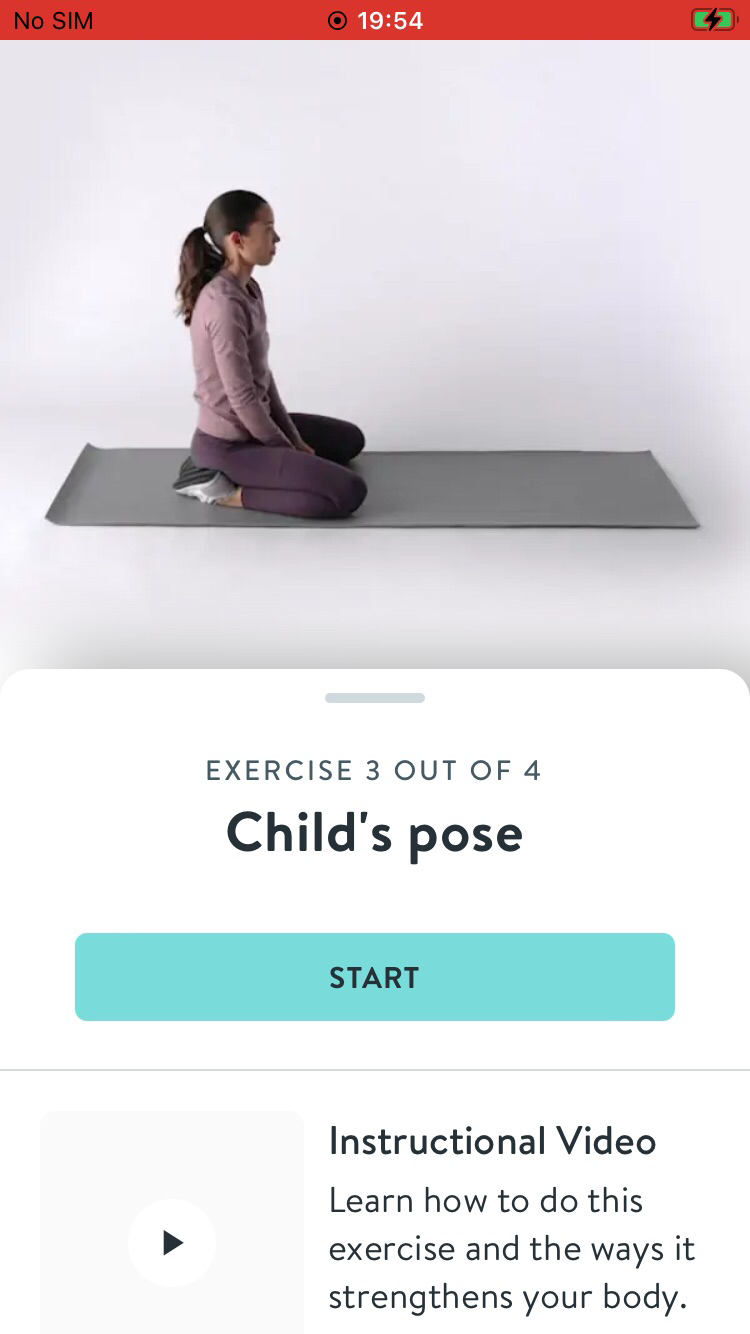 No SIM 19:54
EXERCISE 3 OUT OF 4
Child's pose
START
Instructional Video
Learn how to do this
exercise and the ways it
strengthens your body.